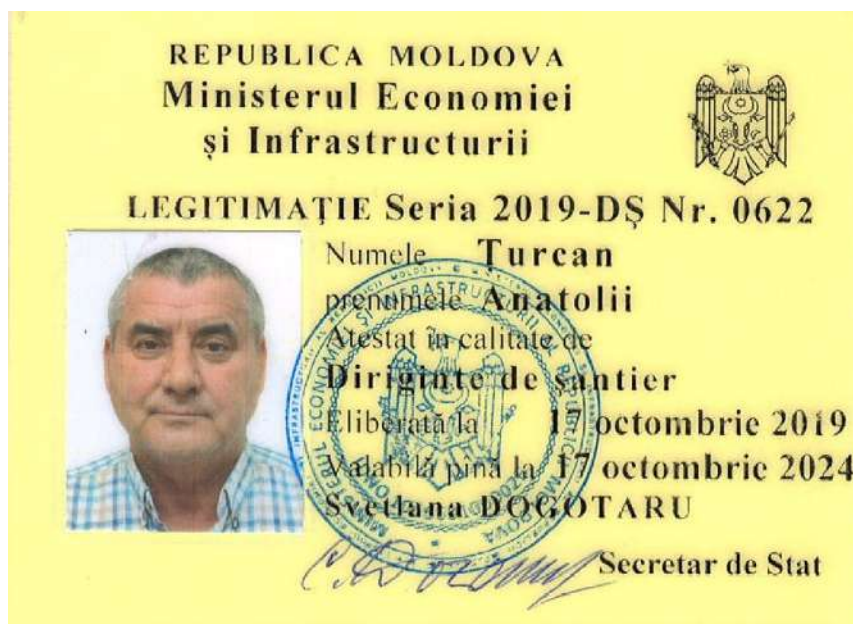 REPUBLICA MOLDOVA
Ministerul Economiei
și Infrastructurii
LEGITIMAȚIE Seria 2019-DȘ Nr. 0622
Numele Țurcan
prenumele Anatolii
Atestat în calitate de
Diriginte de șantier
Eliberată la 17 octombrie 2019
Valabilă pînă la 17 octombrie 2024
Svetlana DOGOTARU
Secretar de Stat